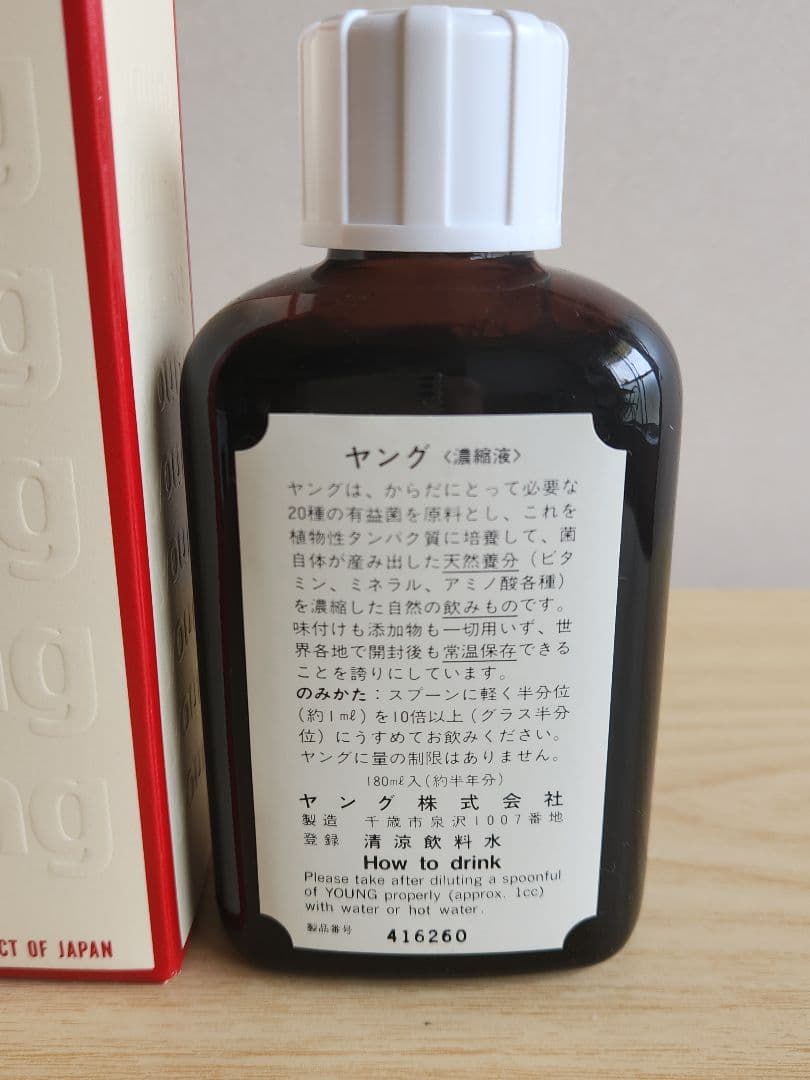 CT OF JAPAN
ヤング〈濃縮液〉
ヤングは、からだにとって必要な
20種の有益菌を原料とし、これを
植物性タンパク質に培養して、菌
自体が産み出した天然養分（ビタ
ミン、ミネラル、アミノ酸各種）
を濃縮した自然の飲みものです。
味付けも添加物も一切用いず、世
界各地で開封後も常温保存できる
ことを誇りにしています。
のみかた：スプーンに軽く半分位
（約1mℓ）を10倍以上（グラス半分
位）にうすめてお飲みください。
ヤングに量の制限はありません。
180mℓ入（約半年分）
ヤング株式会社
製造 千歳市泉沢1007番地
登録 清涼飲料水
How to drink
Please take after diluting a spoonful
of YOUNG properly (approx. 1cc)
with water or hot water.
製品番号 416260